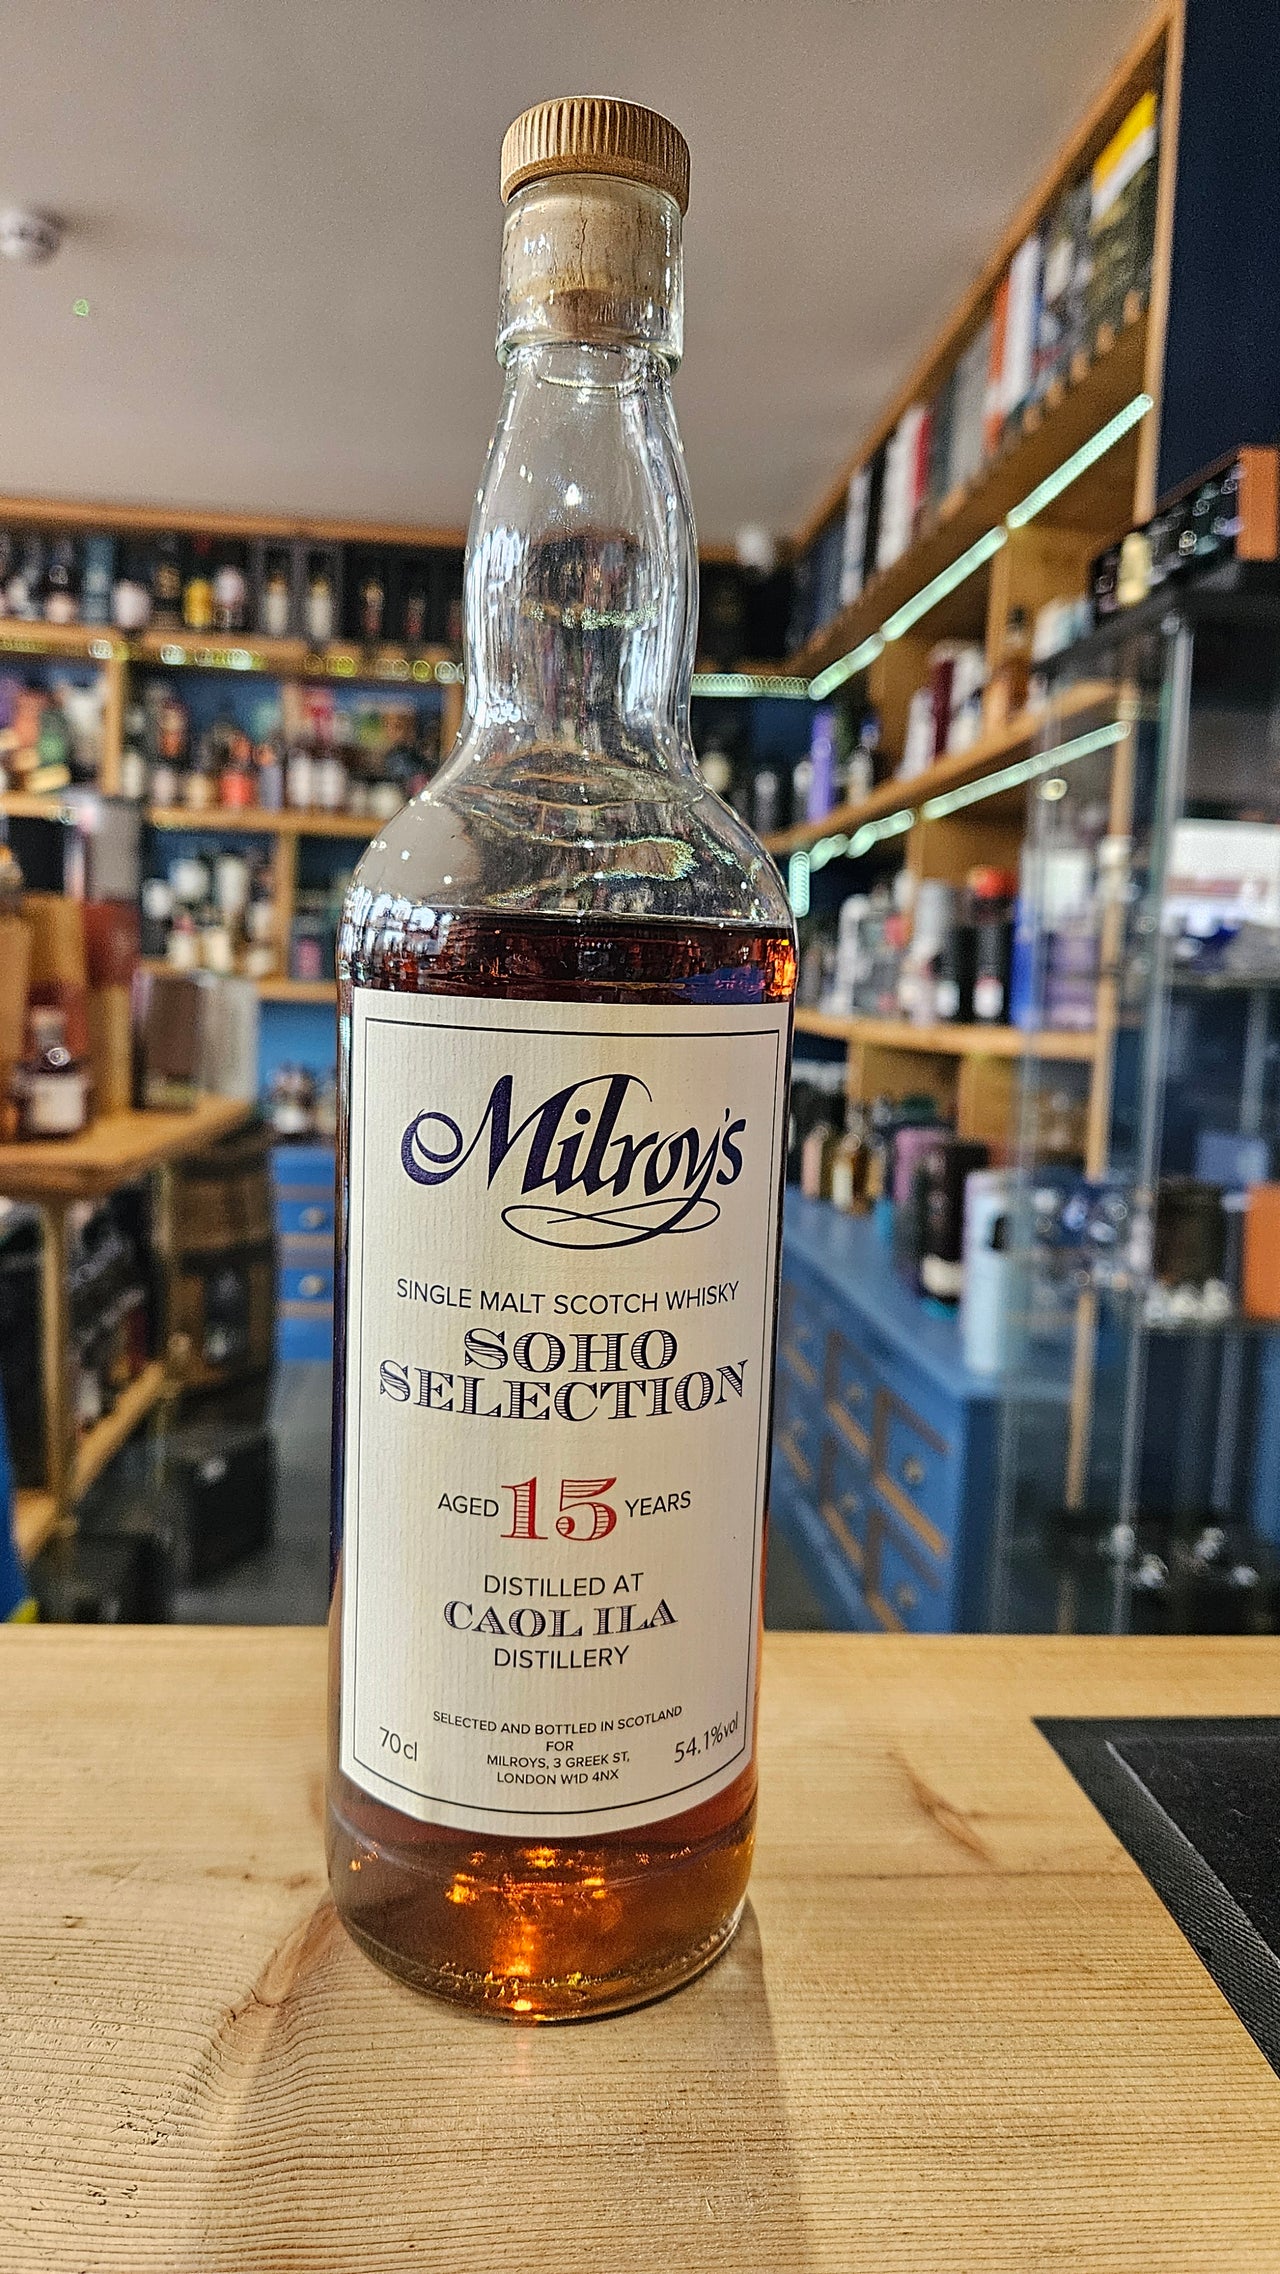 Milroy's
SINGLE MALT SCOTCH WHISKY
SOHO
SELECTION
AGED 15 YEARS
DISTILLED AT
CAOL ILA
DISTILLERY
SELECTED AND BOTTLED IN SCOTLAND
FOR
MILROYS, 3 GREEK ST,
LONDON W1D 4NX
70cl
54.1%vol